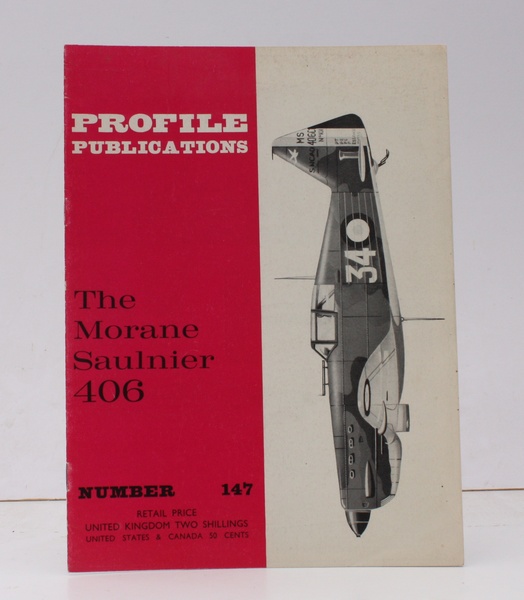 PROFILE
PUBLICATIONS
The
Morane
Saulnier
406
NUMBER 147
RETAIL PRICE
UNITED KINGDOM TWO SHILLINGS
UNITED STATES & CANADA 50 CENTS
MS
34